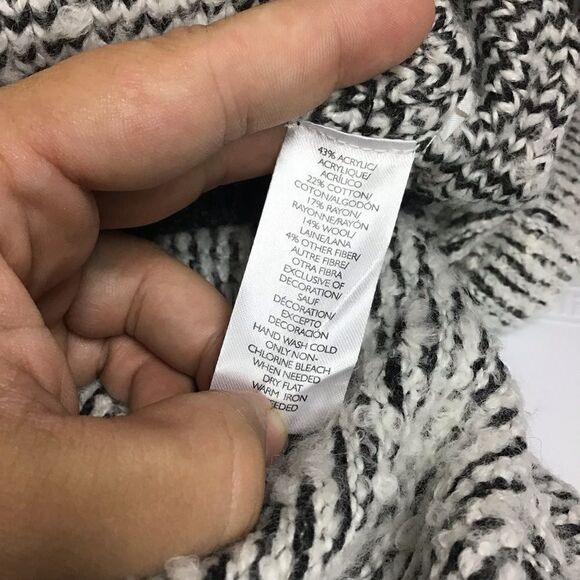 43% ACRYLIC/
ACRYLIQUE/
ACRÍLICO
22% COTTON/
COTON/ALGODÓN
17% RAYON/
RAYONNE/RAYÓN
14% WOOL/
LAINE/LANA
4% OTHER FIBER/
AUTRE FIBRE/
OTRA FIBRA
EXCLUSIVE OF
DECORATION/
SAUF
DÉCORATION/
EXCEPTO
DECORACIÓN
HAND WASH COLD
ONLY NON-
CHLORINE BLEACH
WHEN NEEDED
DRY FLAT
WARM IRON